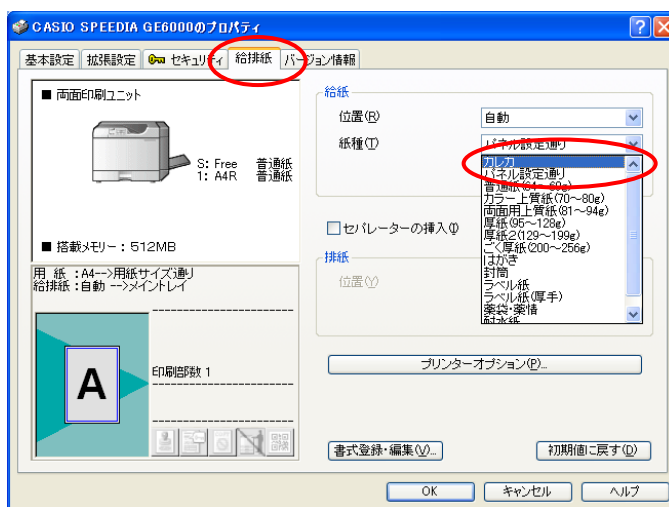 CASIO SPEEDIA GE6000のプロパティ
基本設定 拡張設定 セキュリティ 給排紙 バージョン情報
■ 両面印刷ユニット
S: Free 普通紙
1: A4R 普通紙
■ 搭載メモリー：512MB
用 紙：A4-->用紙サイズ通り
給排紙：自動 -->メイントレイ
A
印刷部数 1
給紙
位置(R) 自動
紙種(T) パネル設定通り
カレカ
パネル設定通り
普通紙(64～69g)
カラー上質紙(70～80g)
両面用上質紙(81～94g)
厚紙(95～128g)
厚紙2(129～199g)
ごく厚紙(200～256g)
はがき
封筒
ラベル紙
ラベル紙(厚手)
薬袋・薬情
耐水紙
セパレーターの挿入(I)
排紙
位置(Y)
プリンターオプション(P)...
書式登録・編集(V)... 初期値に戻す(D)
OK キャンセル ヘルプ